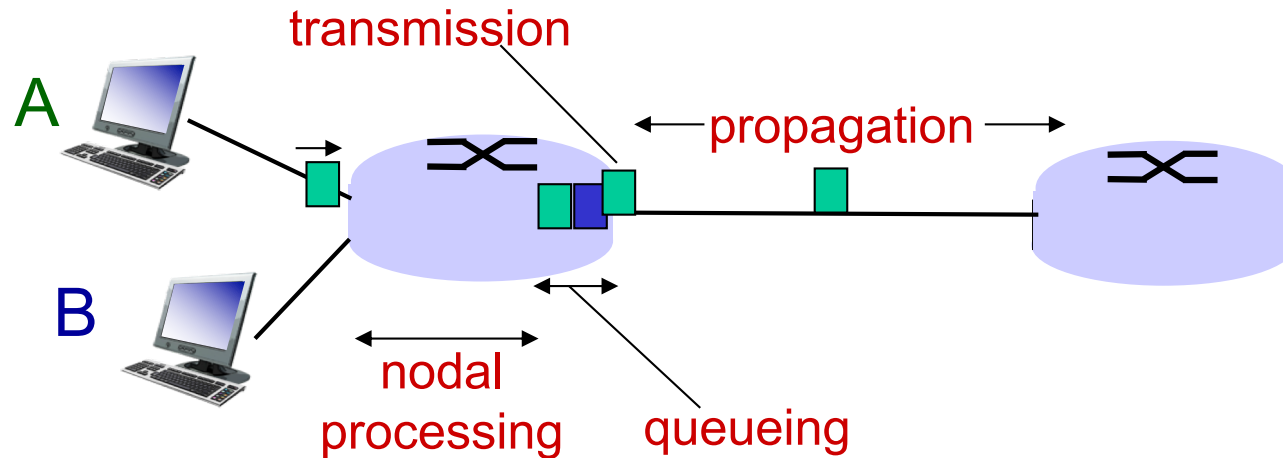 transmission
A
propagation
B
nodal
processing
queueing